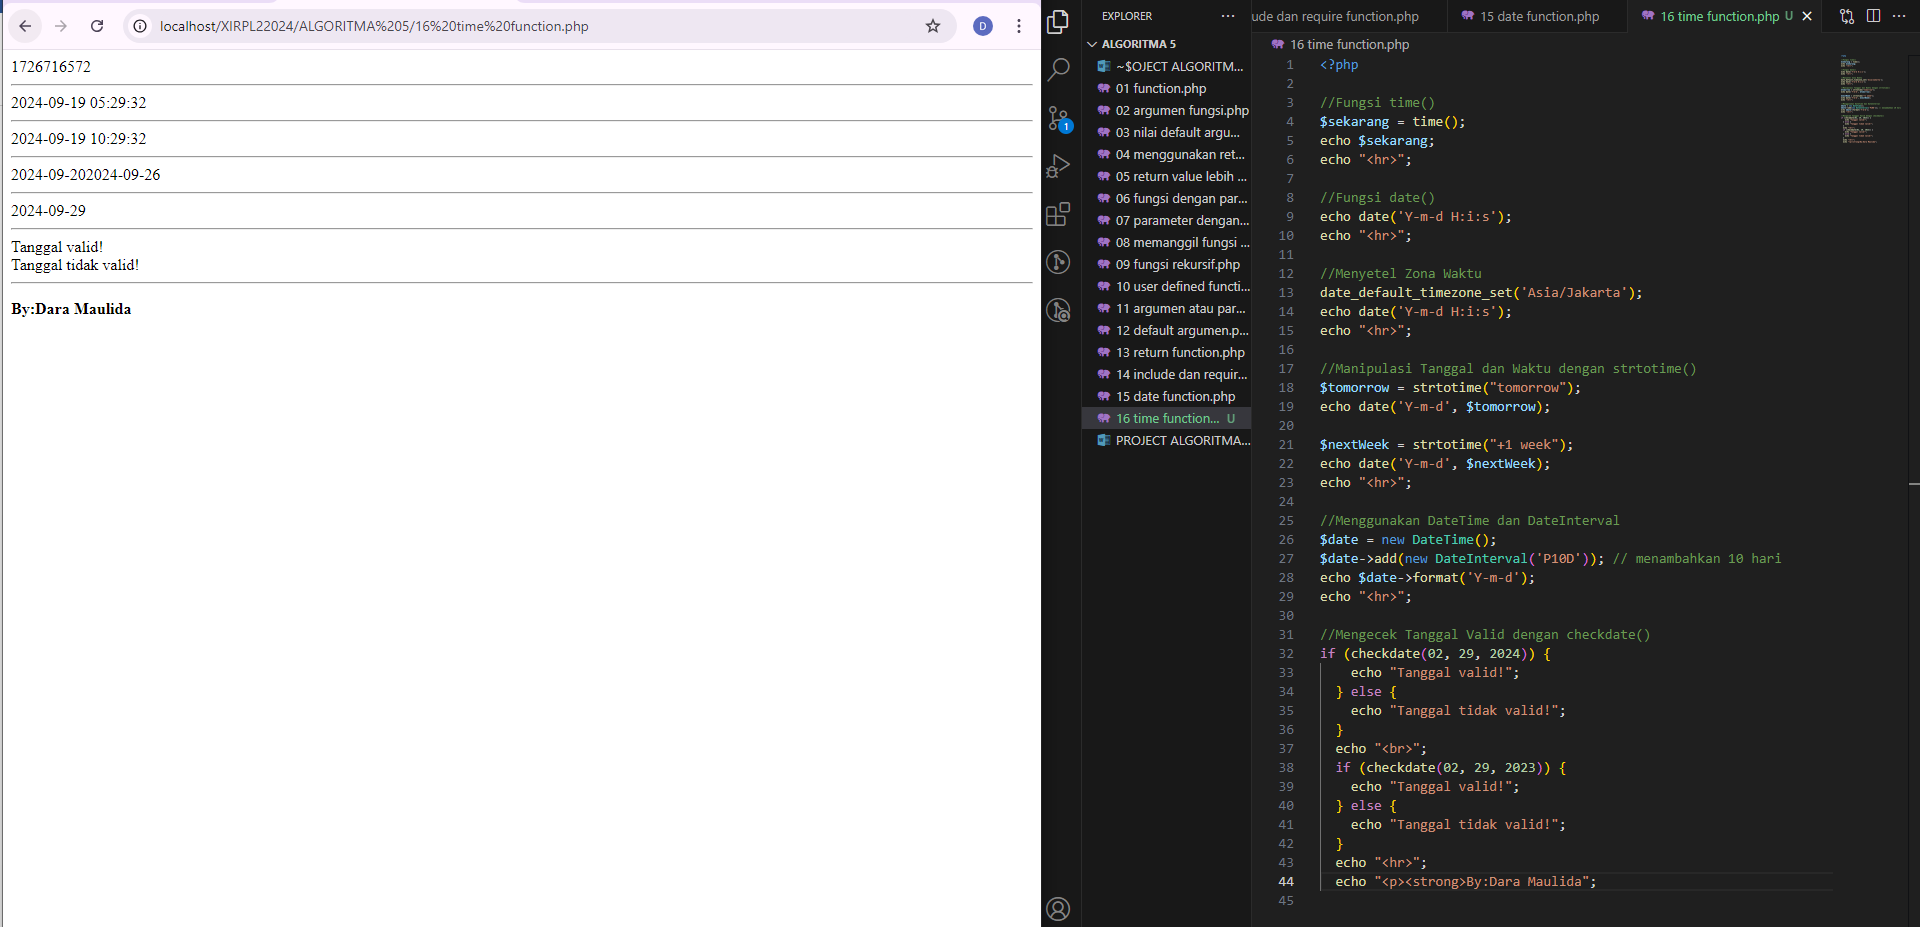 localhost/XIRPL22024/ALGORITMA%205/16%20time%20function.php
D
1726716572
2024-09-19 05:29:32
2024-09-19 10:29:32
2024-09-202024-09-26
2024-09-29
Tanggal valid!
Tanggal tidak valid!
By:Dara Maulida
1
EXPLORER
ALGORITMA 5
~$OJECT ALGORITM...
01 function.php
02 argumen fungsi.php
03 nilai default argu...
04 menggunakan ret...
05 return value lebih ...
06 fungsi dengan par...
07 parameter dengan...
08 memanggil fungsi ...
09 fungsi rekursif.php
10 user defined functi...
11 argumen atau par...
12 default argumen.p...
13 return function.php
14 include dan requir...
15 date function.php
16 time function... U
PROJECT ALGORITMA...
ude dan require function.php
15 date function.php
16 time function.php U
16 time function.php
1 <?php
2
3 //Fungsi time()
4 $sekarang = time();
5 echo $sekarang;
6 echo "<hr>";
7
8 //Fungsi date()
9 echo date('Y-m-d H:i:s');
10 echo "<hr>";
11
12 //Menyetel Zona Waktu
13 date_default_timezone_set('Asia/Jakarta');
14 echo date('Y-m-d H:i:s');
15 echo "<hr>";
16
17 //Manipulasi Tanggal dan Waktu dengan strtotime()
18 $tomorrow = strtotime("tomorrow");
19 echo date('Y-m-d', $tomorrow);
20
21 $nextWeek = strtotime("+1 week");
22 echo date('Y-m-d', $nextWeek);
23 echo "<hr>";
24
25 //Menggunakan DateTime dan DateInterval
26 $date = new DateTime();
27 $date->add(new DateInterval('P10D')); // menambahkan 10 hari
28 echo $date->format('Y-m-d');
29 echo "<hr>";
30
31 //Mengecek Tanggal Valid dengan checkdate()
32 if (checkdate(02, 29, 2024)) {
33 echo "Tanggal valid!";
34 } else {
35 echo "Tanggal tidak valid!";
36 }
37 echo "<br>";
38 if (checkdate(02, 29, 2023)) {
39 echo "Tanggal valid!";
40 } else {
41 echo "Tanggal tidak valid!";
42 }
43 echo "<hr>";
44 echo "<p><strong>By:Dara Maulida";
45